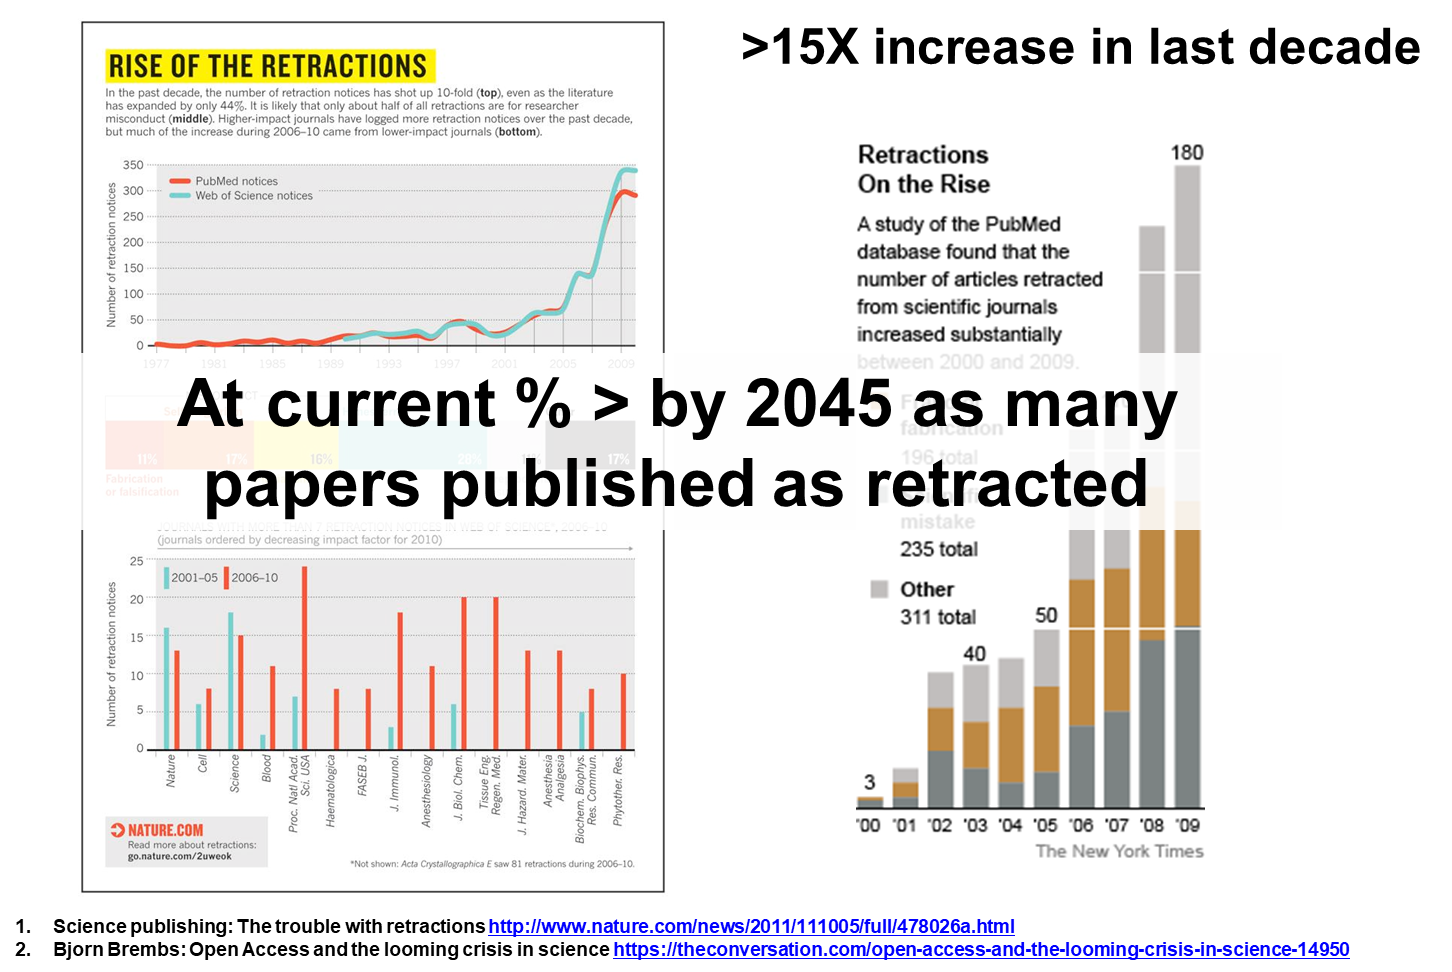 >15X increase in last decade
RISE OF THE RETRACTIONS
In the past decade, the number of retraction notices has shot up 10-fold (top), even as the literature
has expanded by only 44%. It is likely that only about half of all retractions are for researcher
misconduct (middle). Higher-impact journals have logged more retraction notices over the past decade,
but much of the increase during 2006–10 came from lower-impact journals (bottom).
Number of retraction notices
350
300
250
200
150
100
50
0
PubMed notices
Web of Science notices
1977
1981
1985
1989
1993
1997
2001
2005
2009
Retractions
On the Rise
A study of the PubMed
database found that the
number of articles retracted
from scientific journals
increased substantially
between 2000 and 2009.
fabrication
196 total
mistake
235 total
Other
311 total
3
40
50
180
'00 '01 '02 '03 '04 '05 '06 '07 '08 '09
The New York Times
At current % > by 2045 as many
papers published as retracted
11%
17%
16%
28%
17%
Fabrication
or falsification
(journals ordered by decreasing impact factor for 2010)
Number of retraction notices
25
20
15
10
5
0
2001–05
2006–10
Nature
Cell
Science
Blood
Proc. Natl Acad.
Sci. USA
Haematologica
FASEB J.
J. Immunol.
Anesthesiology
J. Biol. Chem.
Tissue Eng.
Regen. Med.
J. Hazard. Mater.
Anesthesia
Analgesia
Biochem. Biophys.
Res. Commun.
Phytother. Res.
NATURE.COM
Read more about retractions:
go.nature.com/2uweok
*Not shown: Acta Crystallographica E saw 81 retractions during 2006–10.
1. Science publishing: The trouble with retractions http://www.nature.com/news/2011/111005/full/478026a.html
2. Bjorn Brembs: Open Access and the looming crisis in science https://theconversation.com/open-access-and-the-looming-crisis-in-science-14950